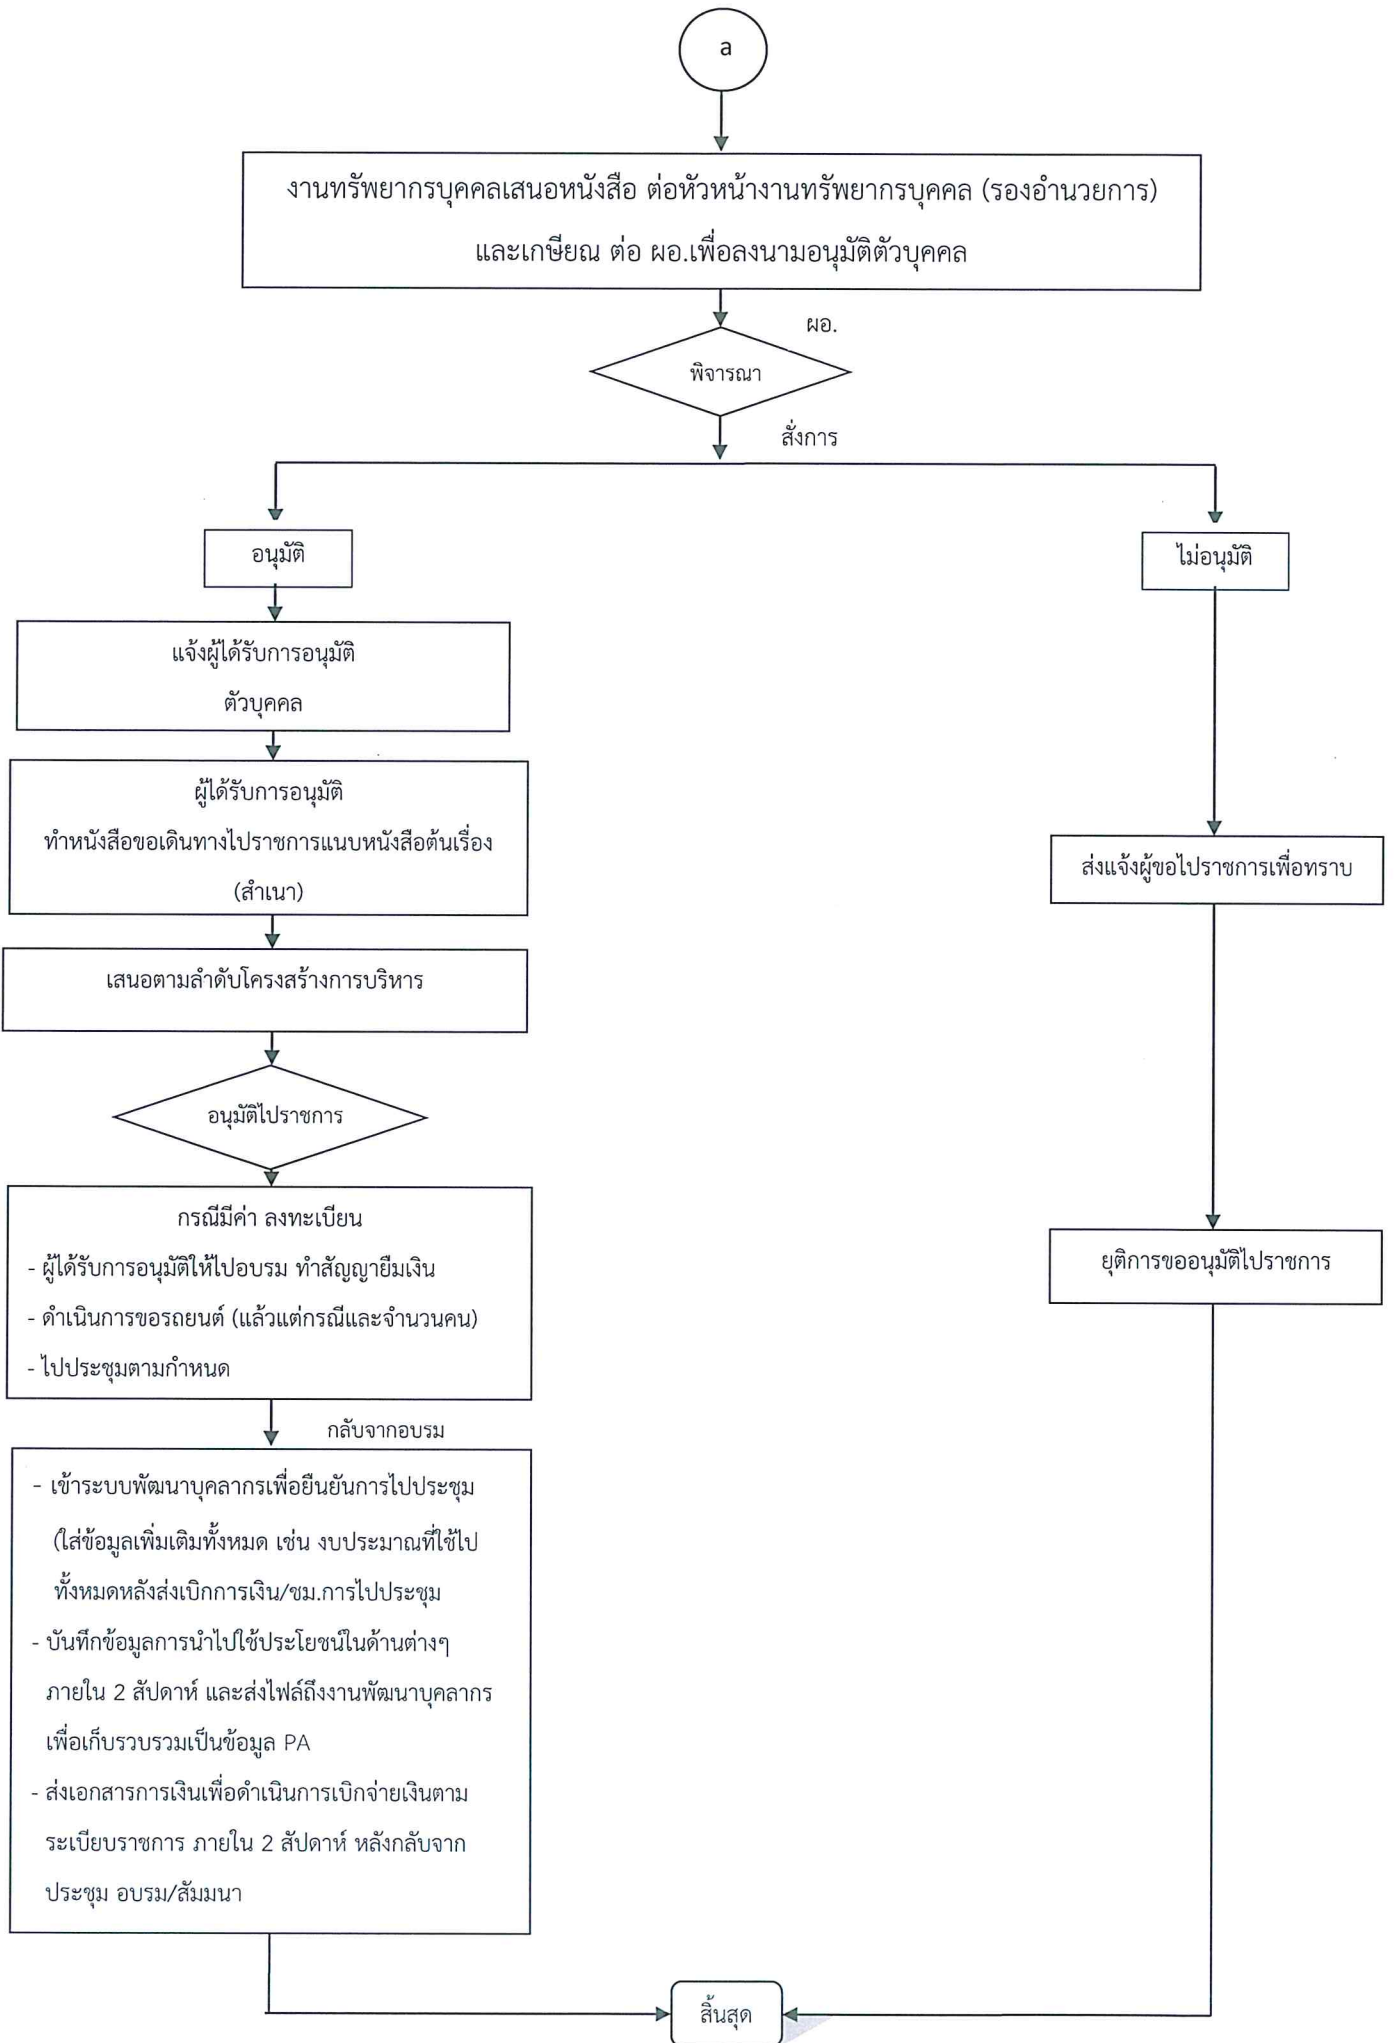 a
งานทรัพยากรบุคคลเสนอหนังสือ ต่อหัวหน้างานทรัพยากรบุคคล (รองอำนวยการ)
และเกษียณ ต่อ ผอ.เพื่อลงนามอนุมัติตัวบุคคล
ผอ.
พิจารณา
สั่งการ
อนุมัติ
ไม่อนุมัติ
แจ้งผู้ได้รับการอนุมัติ
ตัวบุคคล
ผู้ได้รับการอนุมัติ
ทำหนังสือขอเดินทางไปราชการแนบหนังสือต้นเรื่อง
(สำเนา)
ส่งแจ้งผู้ขอไปราชการเพื่อทราบ
เสนอตามลำดับโครงสร้างการบริหาร
อนุมัติไปราชการ
กรณีมีค่า ลงทะเบียน
- ผู้ได้รับการอนุมัติให้ไปอบรม ทำสัญญายืมเงิน
- ดำเนินการขอรถยนต์ (แล้วแต่กรณีและจำนวนคน)
- ไปประชุมตามกำหนด
ยุติการขออนุมัติไปราชการ
กลับจากอบรม
- เข้าระบบพัฒนาบุคลากรเพื่อยืนยันการไปประชุม
(ใส่ข้อมูลเพิ่มเติมทั้งหมด เช่น งบประมาณที่ใช้ไป
ทั้งหมดหลังส่งเบิกการเงิน/ชม.การไปประชุม
- บันทึกข้อมูลการนำไปใช้ประโยชน์ในด้านต่างๆ
ภายใน 2 สัปดาห์ และส่งไฟล์ถึงงานพัฒนาบุคลากร
เพื่อเก็บรวบรวมเป็นข้อมูล PA
- ส่งเอกสารการเงินเพื่อดำเนินการเบิกจ่ายเงินตาม
ระเบียบราชการ ภายใน 2 สัปดาห์ หลังกลับจาก
ประชุม อบรม/สัมมนา
สิ้นสุด